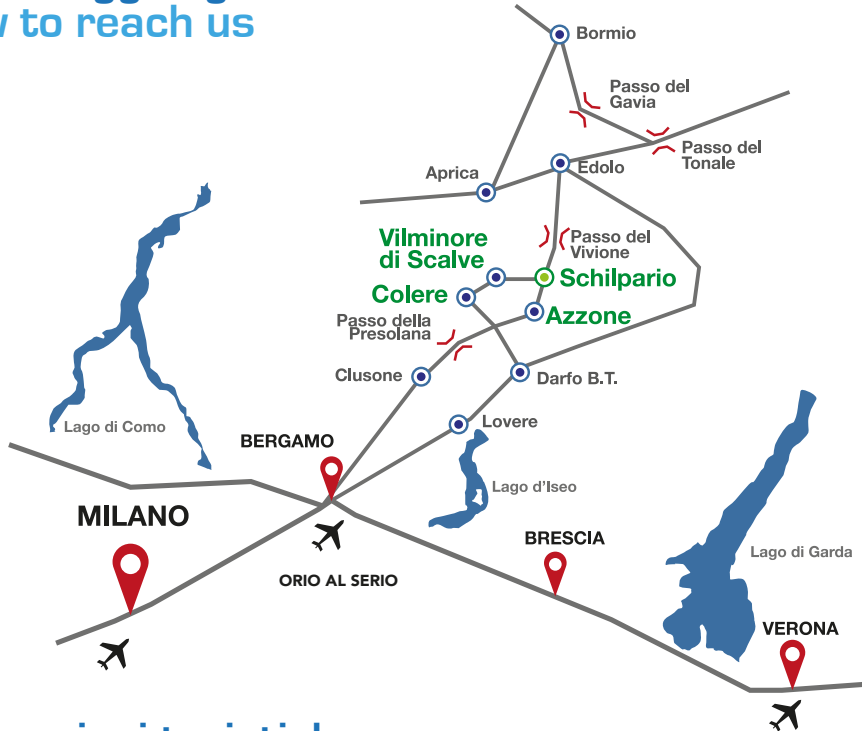 to reach us
Bormio
Passo del
Gavia
Passo del
Tonale
Edolo
Aprica
Passo del
Vivione
Vilminore
di Scalve
Schilpario
Colere
Azzone
Passo della
Presolana
Clusone
Darfo B.T.
Lovere
Lago di Como
BERGAMO
Lago d'Iseo
MILANO
BRESCIA
Lago di Garda
ORIO AL SERIO
VERONA